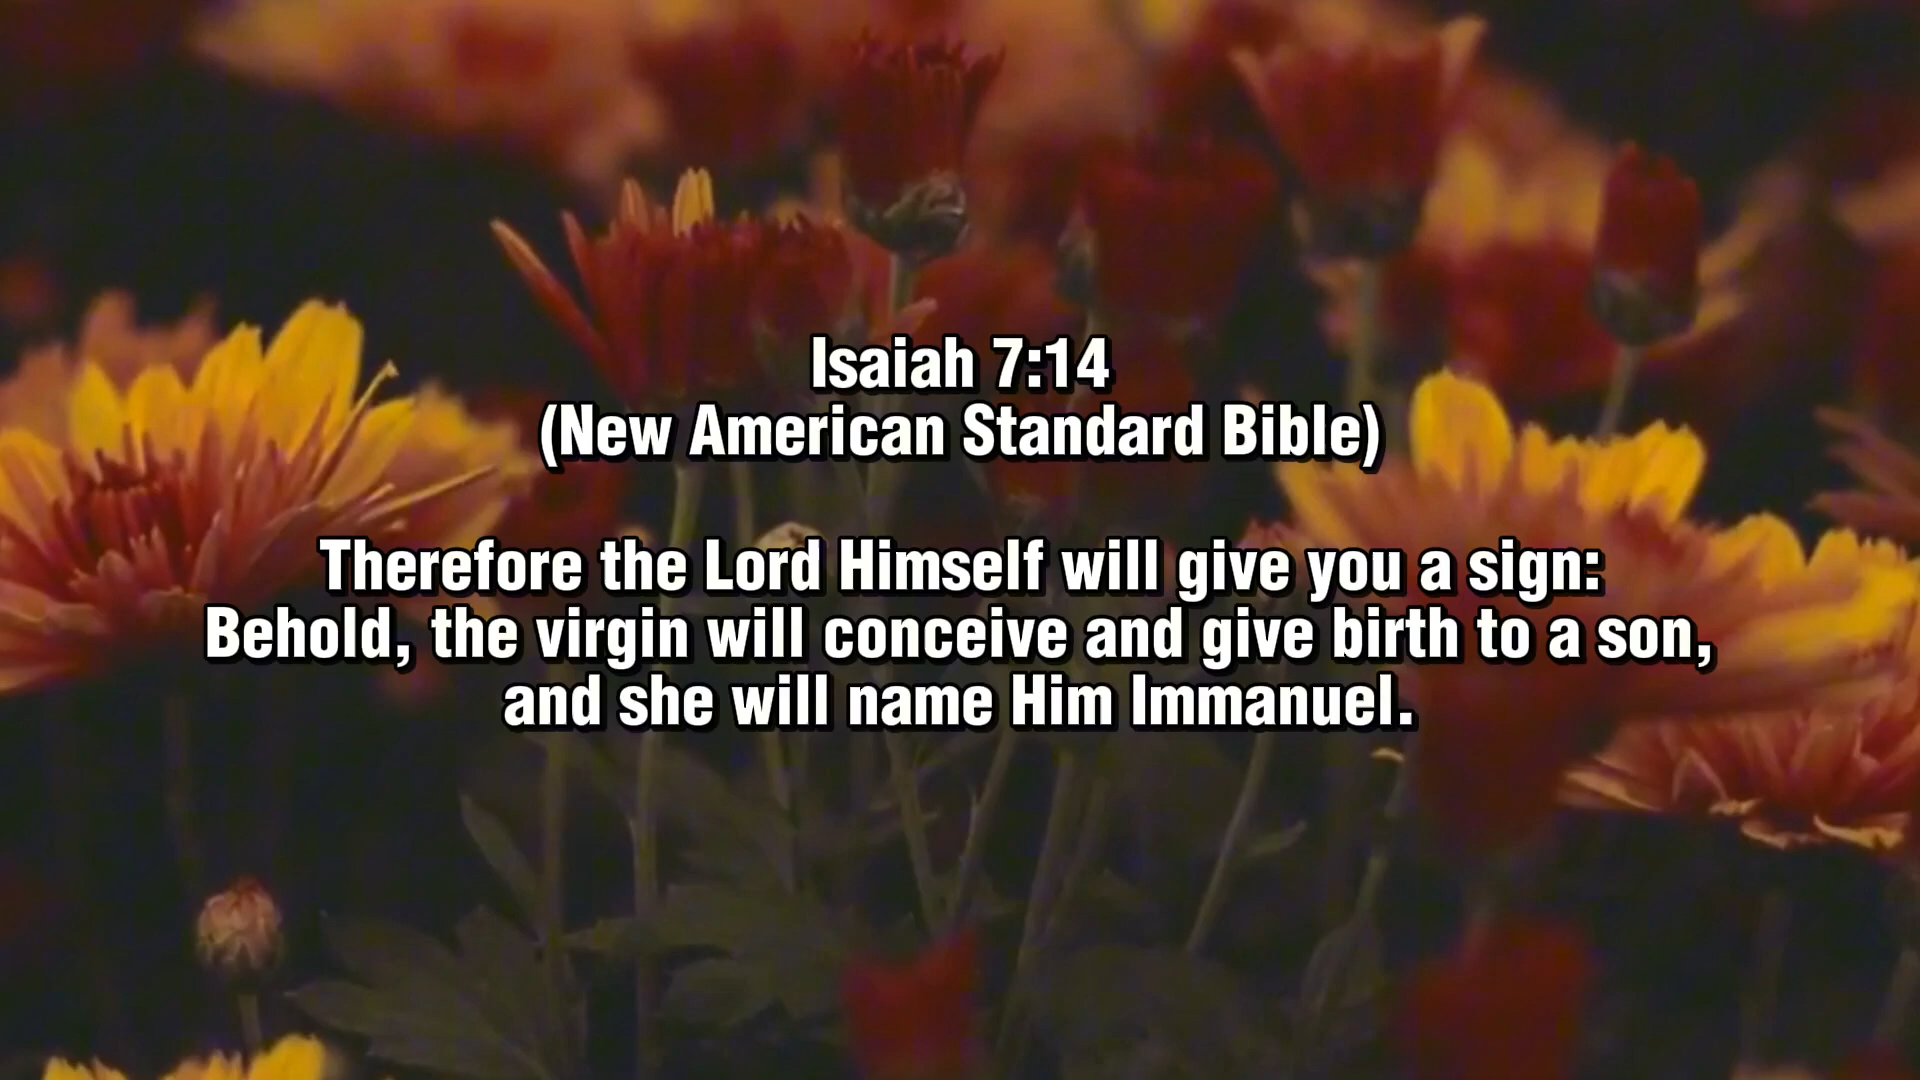 Isaiah 7:14
(New American Standard Bible)
Therefore the Lord Himself will give you a sign:
Behold, the virgin will conceive and give birth to a son,
and she will name Him Immanuel.